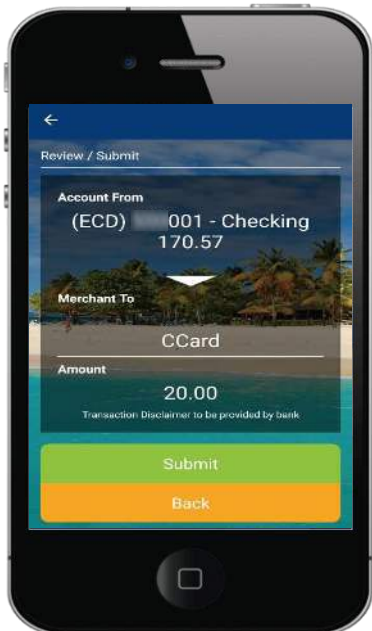 Review / Submit
Account From
(ECD) 001 - Checking
170.57
Merchant To
CCard
Amount
20.00
Transaction Disclaimer to be provided by bank
Submit
Back